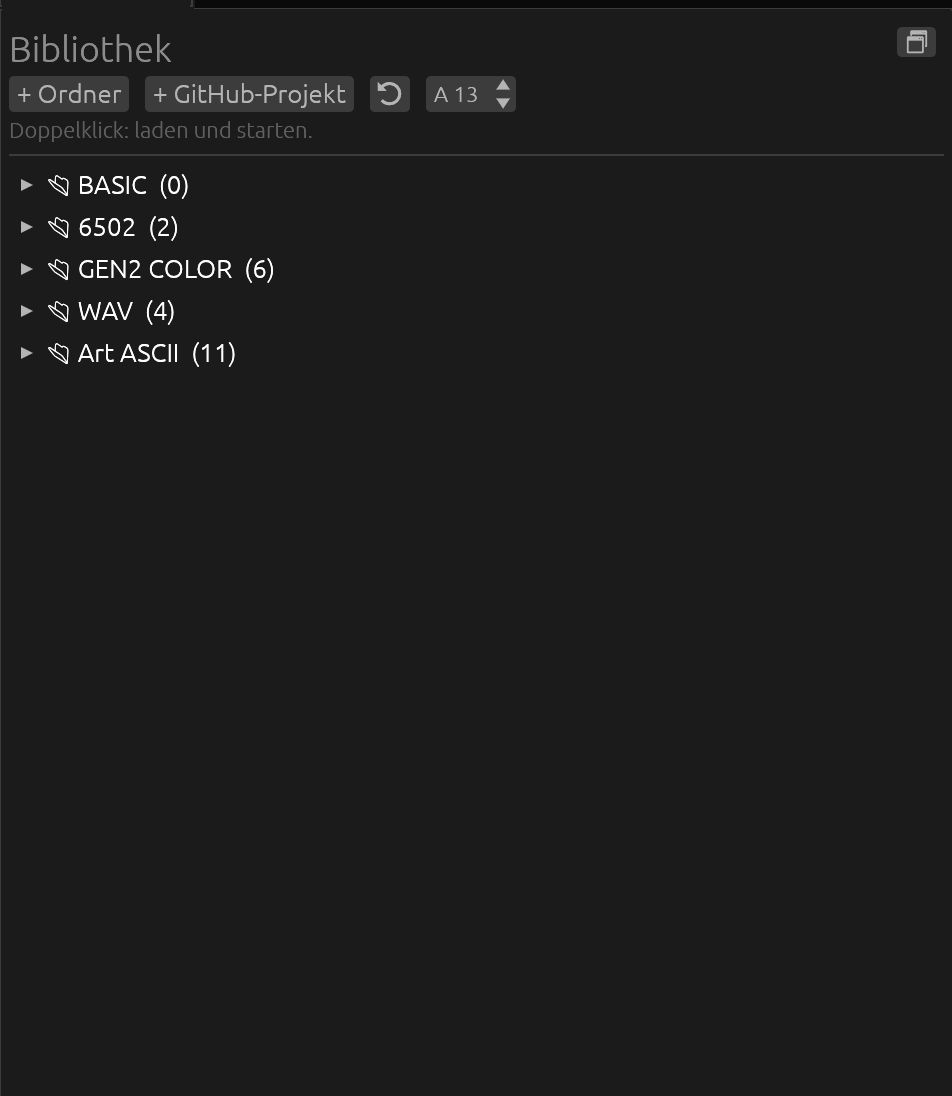 Bibliothek
+ Ordner + GitHub-Projekt A 13
Doppelklick: laden und starten.
BASIC (0)
6502 (2)
GEN2 COLOR (6)
WAV (4)
Art ASCII (11)